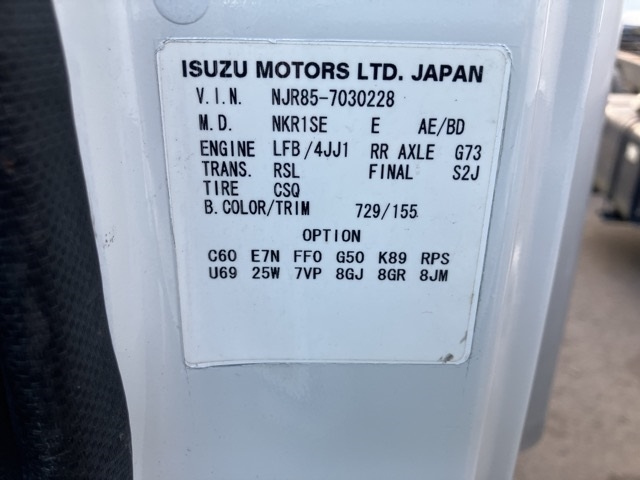 ISUZU MOTORS LTD. JAPAN
V.I.N. NJR85-7030228
M.D. NKR1SE E AE/BD
ENGINE LFB/4JJ1 RR AXLE G73
TRANS. RSL FINAL S2J
TIRE CSQ
B.COLOR/TRIM 729/155
OPTION
C60 E7N FF0 G50 K89 RPS
U69 25W 7VP 8GJ 8GR 8JM